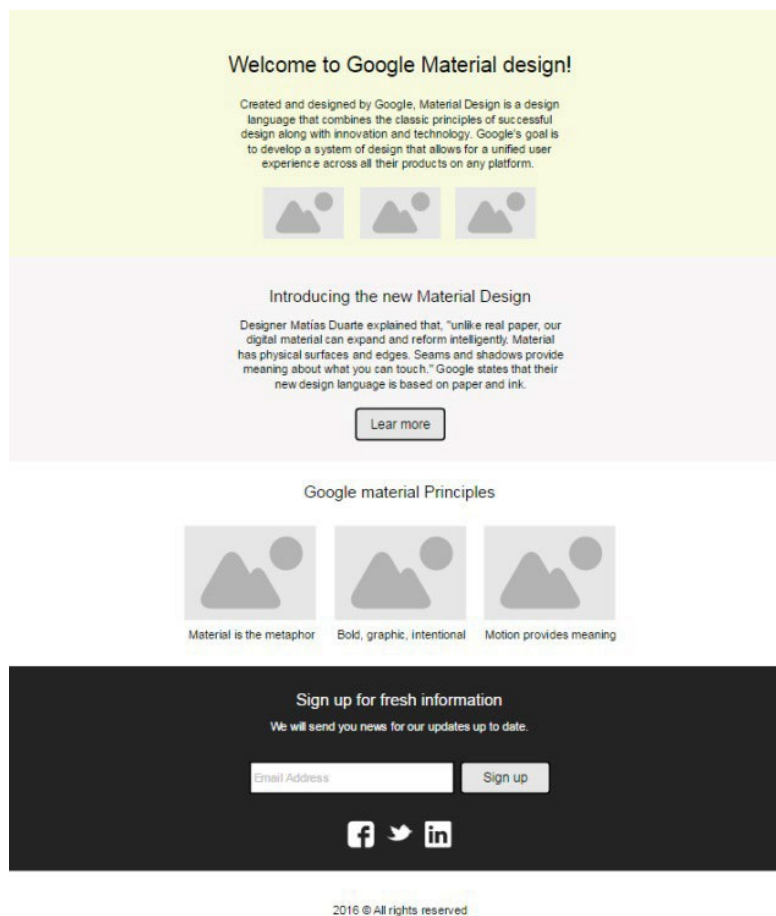 Welcome to Google Material design!
Created and designed by Google, Material Design is a design
language that combines the classic principles of successful
design along with innovation and technology. Google's goal is
to develop a system of design that allows for a unified user
experience across all their products on any platform.
Introducing the new Material Design
Designer Matías Duarte explained that, "unlike real paper, our
digital material can expand and reform intelligently. Material
has physical surfaces and edges. Seams and shadows provide
meaning about what you can touch." Google states that their
new design language is based on paper and ink.
Lear more
Google material Principles
Material is the metaphor
Bold, graphic, intentional
Motion provides meaning
Sign up for fresh information
We will send you news for our updates up to date.
Email Address
Sign up
2016 © All rights reserved